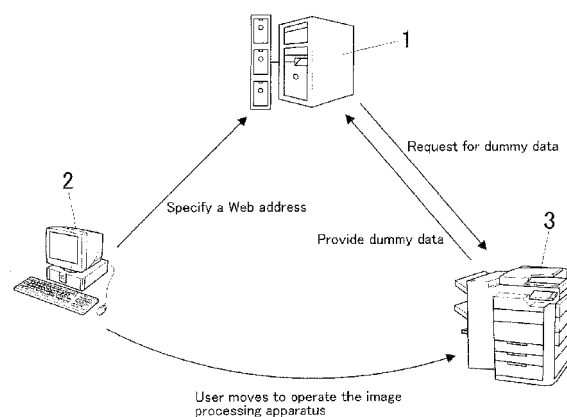 1
Request for dummy data
2
Specify a Web address
Provide dummy data
3
User moves to operate the image
processing apparatus